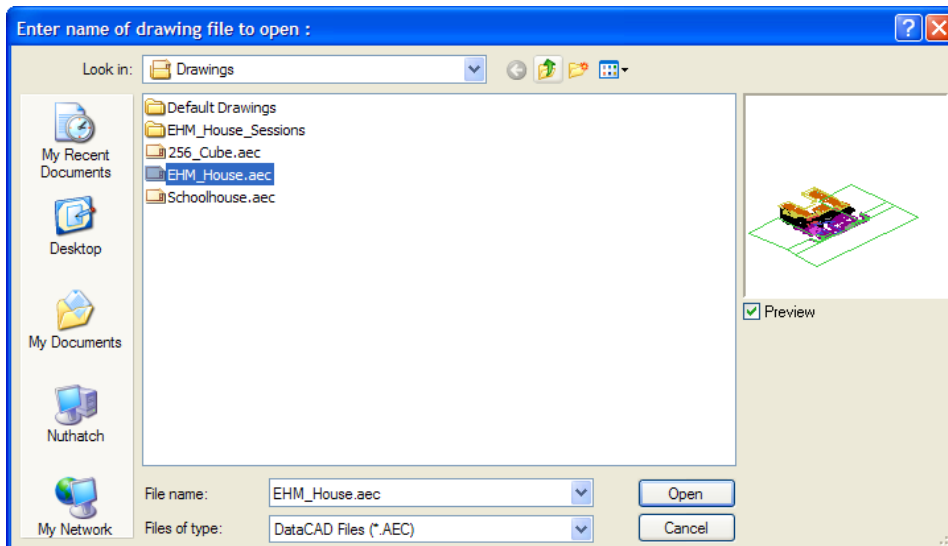 Enter name of drawing file to open :
Look in: Drawings
My Recent
Documents
Desktop
My Documents
Nuthatch
My Network
Default Drawings
EHM_House_Sessions
256_Cube.aec
EHM_House.aec
Schoolhouse.aec
Preview
File name: EHM_House.aec
Open
Files of type: DataCAD Files (*.AEC)
Cancel